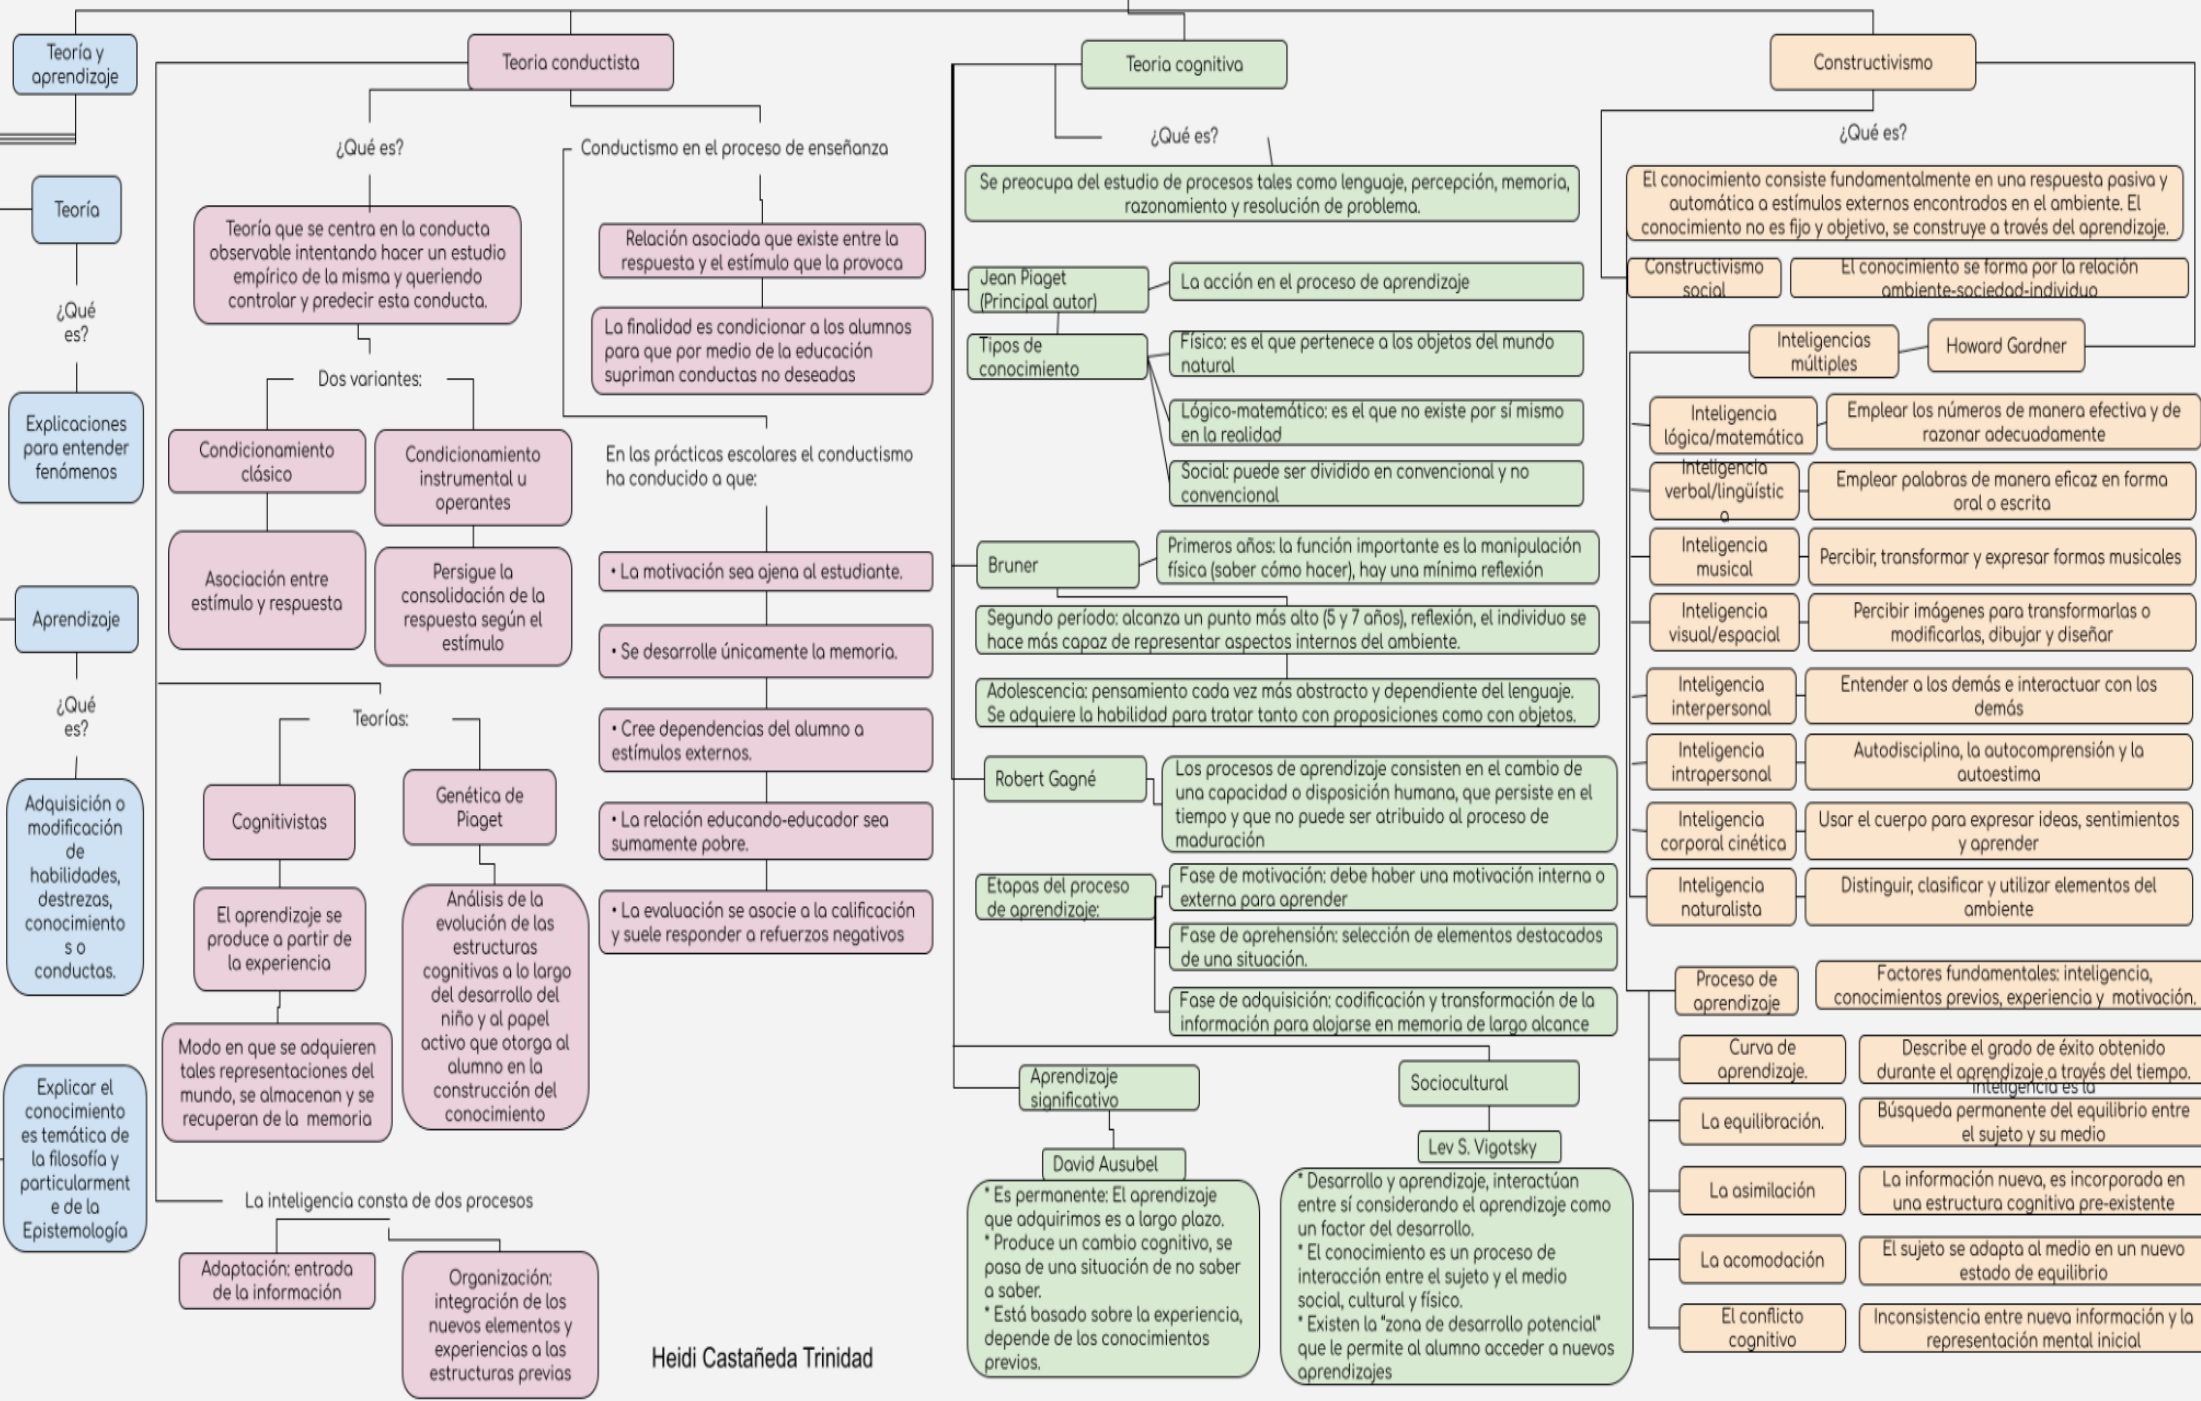 Teoría y
aprendizaje
Teoría
¿Qué
es?
Explicaciones
para entender
fenómenos
Aprendizaje
¿Qué
es?
Adquisición o
modificación
de
habilidades,
destrezas,
conocimiento
s o
conductas.
Explicar el
conocimiento
es temática de
la filosofía y
particularment
e de la
Epistemología
Teoria conductista
¿Qué es?
Teoría que se centra en la conducta
observable intentando hacer un estudio
empírico de la misma y queriendo
controlar y predecir esta conducta.
Dos variantes:
Condicionamiento
clásico
Asociación entre
estímulo y respuesta
Condicionamiento
instrumental u
operantes
Persigue la
consolidación de la
respuesta según el
estímulo
Teorías:
Cognitivistas
El aprendizaje se
produce a partir de
la experiencia
Modo en que se adquieren
tales representaciones del
mundo, se almacenan y se
recuperan de la memoria
Genética de
Piaget
Análisis de la
evolución de las
estructuras
cognitivas a lo largo
del desarrollo del
niño y al papel
activo que otorga al
alumno en la
construcción del
conocimiento
La inteligencia consta de dos procesos
Adaptación: entrada
de la información
Organización:
integración de los
nuevos elementos y
experiencias a las
estructuras previas
Conductismo en el proceso de enseñanza
Relación asociada que existe entre la
respuesta y el estímulo que la provoca
La finalidad es condicionar a los alumnos
para que por medio de la educación
supriman conductas no deseadas
En las prácticas escolares el conductismo
ha conducido a que:
• La motivación sea ajena al estudiante.
• Se desarrolle únicamente la memoria.
• Cree dependencias del alumno a
estímulos externos.
• La relación educando-educador sea
sumamente pobre.
• La evaluación se asocie a la calificación
y suele responder a refuerzos negativos
Heidi Castañeda Trinidad
Teoria cognitiva
¿Qué es?
Se preocupa del estudio de procesos tales como lenguaje, percepción, memoria,
razonamiento y resolución de problema.
Jean Piaget
(Principal autor)
La acción en el proceso de aprendizaje
Tipos de
conocimiento
Físico: es el que pertenece a los objetos del mundo
natural
Lógico-matemático: es el que no existe por sí mismo
en la realidad
Social: puede ser dividido en convencional y no
convencional
Bruner
Primeros años: la función importante es la manipulación
física (saber cómo hacer), hay una mínima reflexión
Segundo período: alcanza un punto más alto (5 y 7 años), reflexión, el individuo se
hace más capaz de representar aspectos internos del ambiente.
Adolescencia: pensamiento cada vez más abstracto y dependiente del lenguaje.
Se adquiere la habilidad para tratar tanto con proposiciones como con objetos.
Robert Gagné
Los procesos de aprendizaje consisten en el cambio de
una capacidad o disposición humana, que persiste en el
tiempo y que no puede ser atribuido al proceso de
maduración
Etapas del proceso
de aprendizaje:
Fase de motivación: debe haber una motivación interna o
externa para aprender
Fase de aprehensión: selección de elementos destacados
de una situación.
Fase de adquisición: codificación y transformación de la
información para alojarse en memoria de largo alcance
Aprendizaje
significativo
David Ausubel
* Es permanente: El aprendizaje
que adquirimos es a largo plazo.
* Produce un cambio cognitivo, se
pasa de una situación de no saber
a saber.
* Está basado sobre la experiencia,
depende de los conocimientos
previos.
Sociocultural
Lev S. Vigotsky
* Desarrollo y aprendizaje, interactúan
entre sí considerando el aprendizaje como
un factor del desarrollo.
* El conocimiento es un proceso de
interacción entre el sujeto y el medio
social, cultural y físico.
* Existen la "zona de desarrollo potencial"
que le permite al alumno acceder a nuevos
aprendizajes
Constructivismo
¿Qué es?
El conocimiento consiste fundamentalmente en una respuesta pasiva y
automática a estímulos externos encontrados en el ambiente. El
conocimiento no es fijo y objetivo, se construye a través del aprendizaje.
Constructivismo
social
El conocimiento se forma por la relación
ambiente-sociedad-individuo
Inteligencias
múltiples
Howard Gardner
Inteligencia
lógica/matemática
Emplear los números de manera efectiva y de
razonar adecuadamente
Inteligencia
verbal/lingüístic
a
Emplear palabras de manera eficaz en forma
oral o escrita
Inteligencia
musical
Percibir, transformar y expresar formas musicales
Inteligencia
visual/espacial
Percibir imágenes para transformarlas o
modificarlas, dibujar y diseñar
Inteligencia
interpersonal
Entender a los demás e interactuar con los
demás
Inteligencia
intrapersonal
Autodisciplina, la autocomprensión y la
autoestima
Inteligencia
corporal cinética
Usar el cuerpo para expresar ideas, sentimientos
y aprender
Inteligencia
naturalista
Distinguir, clasificar y utilizar elementos del
ambiente
Proceso de
aprendizaje
Factores fundamentales: inteligencia,
conocimientos previos, experiencia y motivación.
Curva de
aprendizaje.
Describe el grado de éxito obtenido
durante el aprendizaje a través del tiempo.
inteligencia es la
La equilibración.
Búsqueda permanente del equilibrio entre
el sujeto y su medio
La asimilación
La información nueva, es incorporada en
una estructura cognitiva pre-existente
La acomodación
El sujeto se adapta al medio en un nuevo
estado de equilibrio
El conflicto
cognitivo
Inconsistencia entre nueva información y la
representación mental inicial